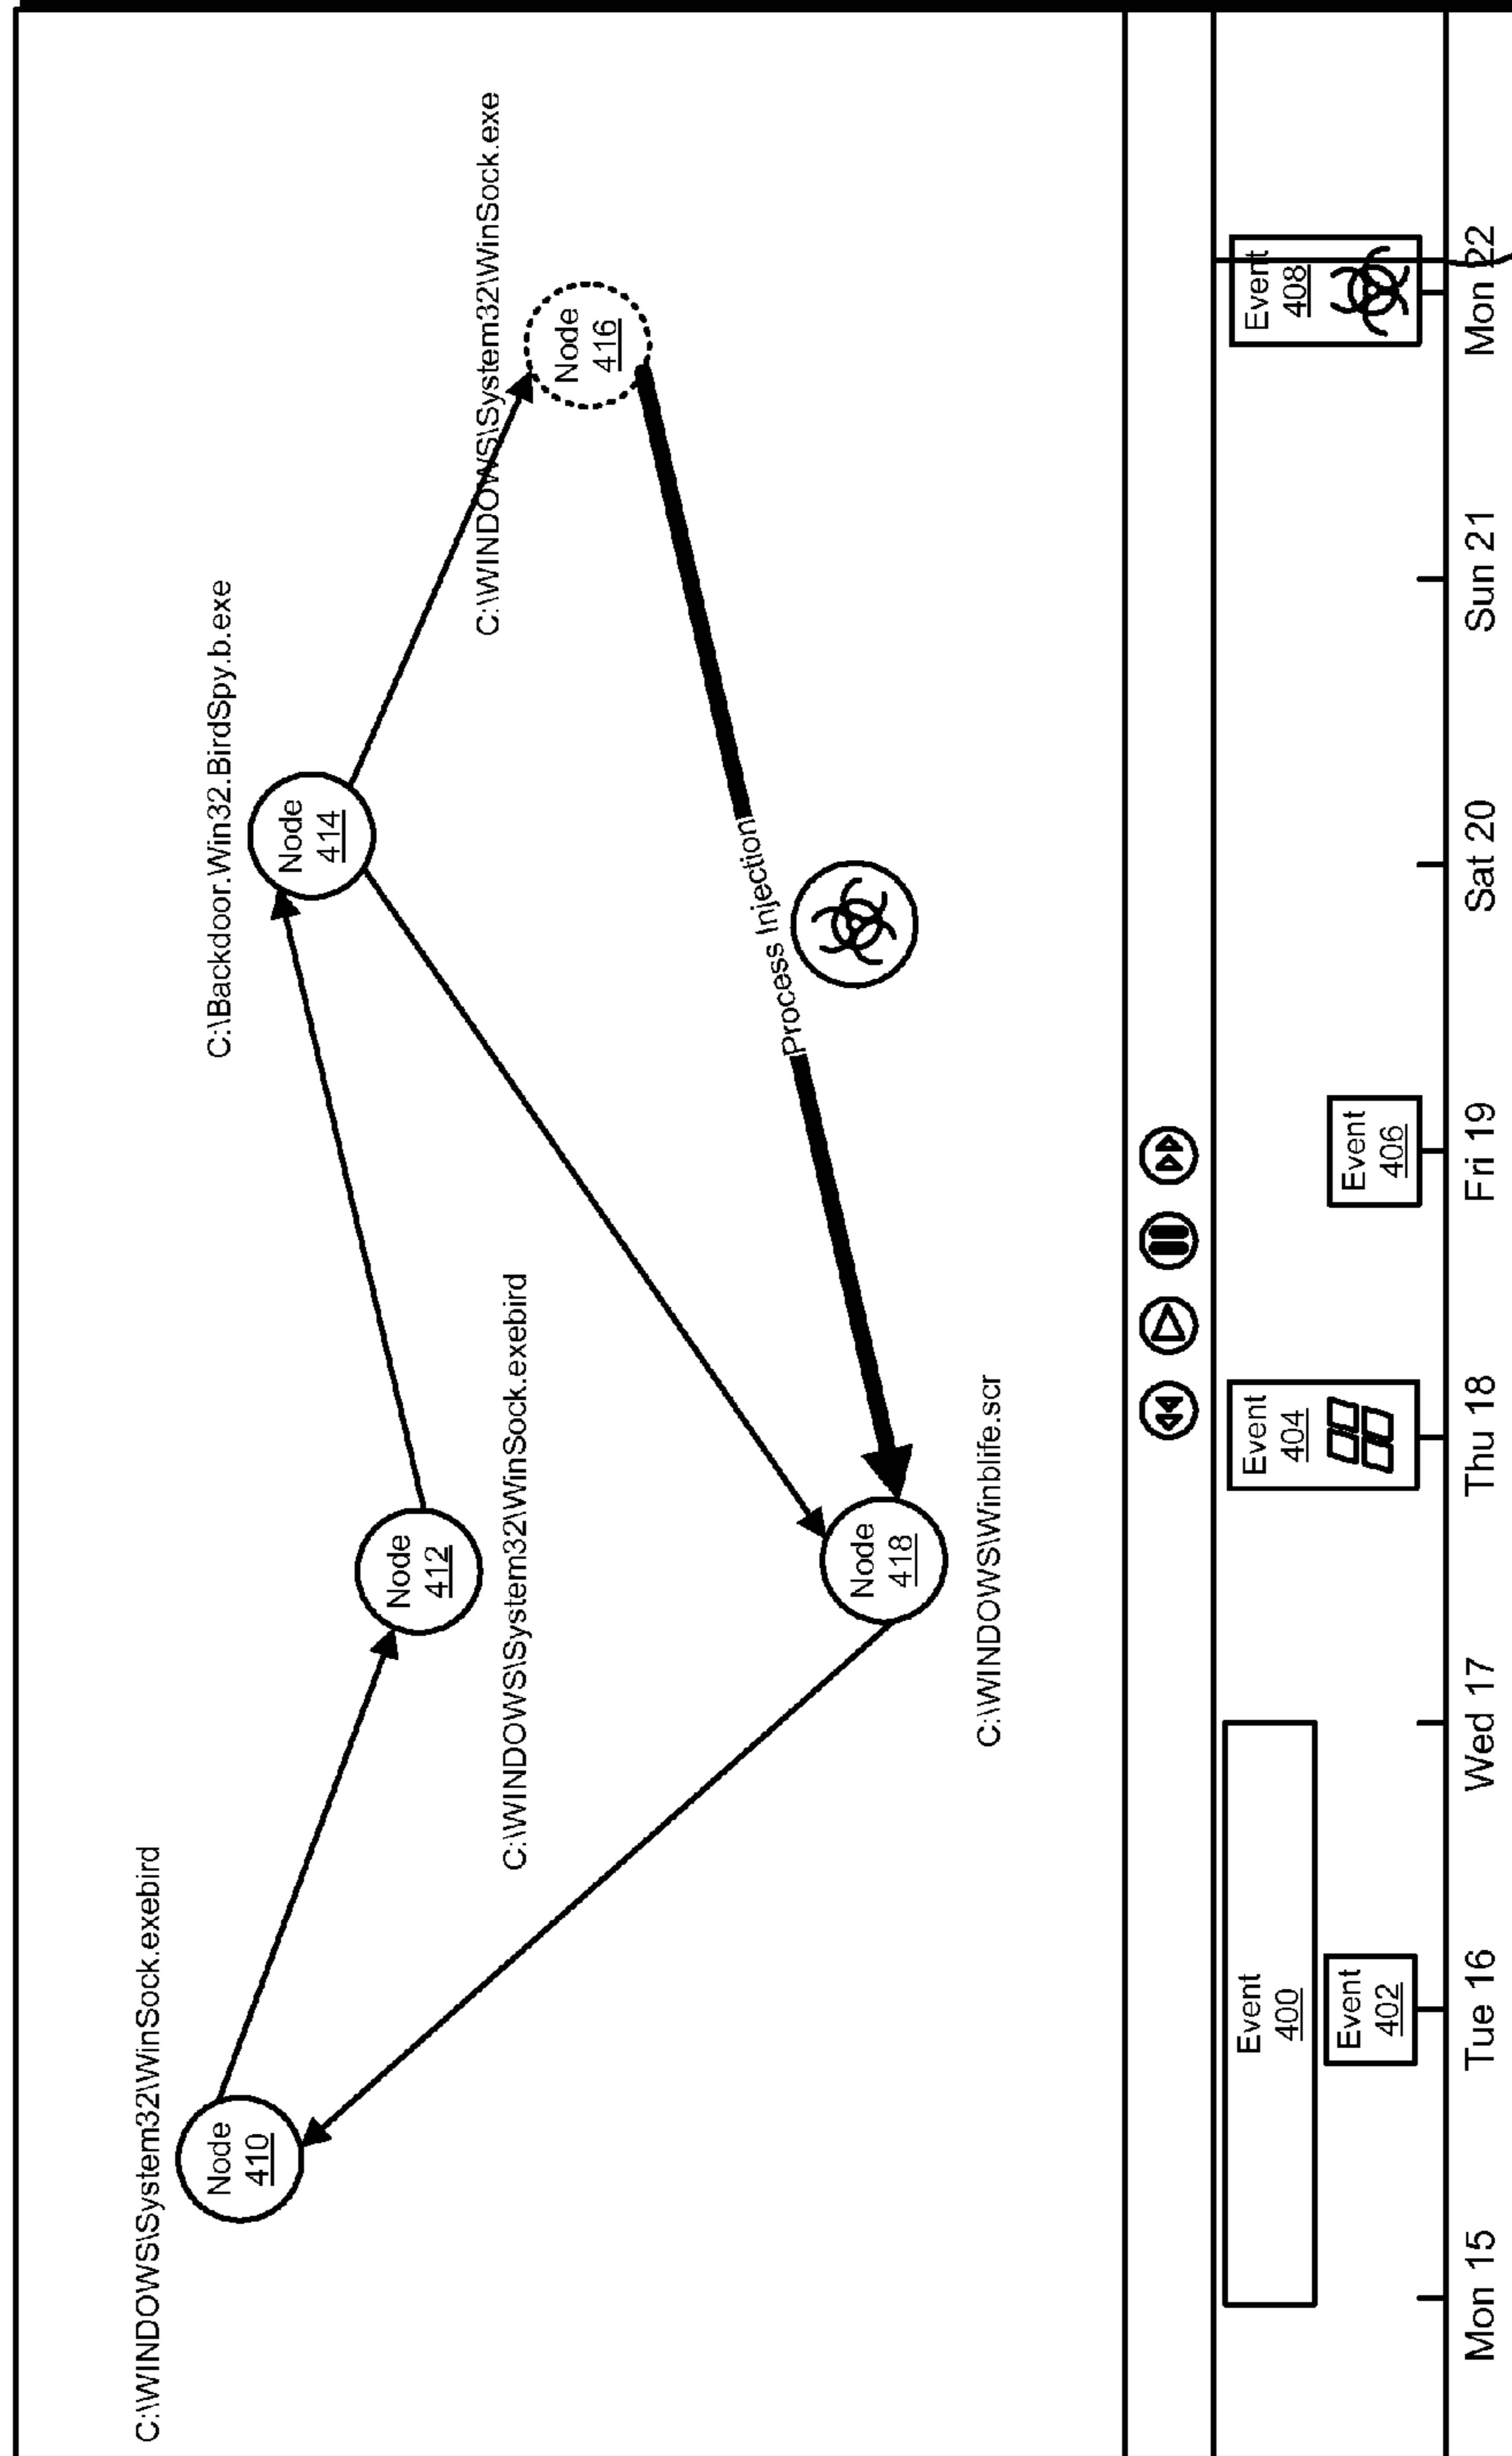 C:\WINDOWS\System32\WinSock.exebird
Node
410
C:\WINDOWS\System32\WinSock.exebird
Node
412
C:\Backdoor.Win32.BirdSpy.b.exe
Node
414
C:\WINDOWS\System32\WinSock.exe
Node
416
Process Injection
Node
418
C:\WINDOWS\Winblife.scr
Event
400
Event
402
Event
404
Event
406
Event
408
Mon 15
Tue 16
Wed 17
Thu 18
Fri 19
Sat 20
Sun 21
Mon 22